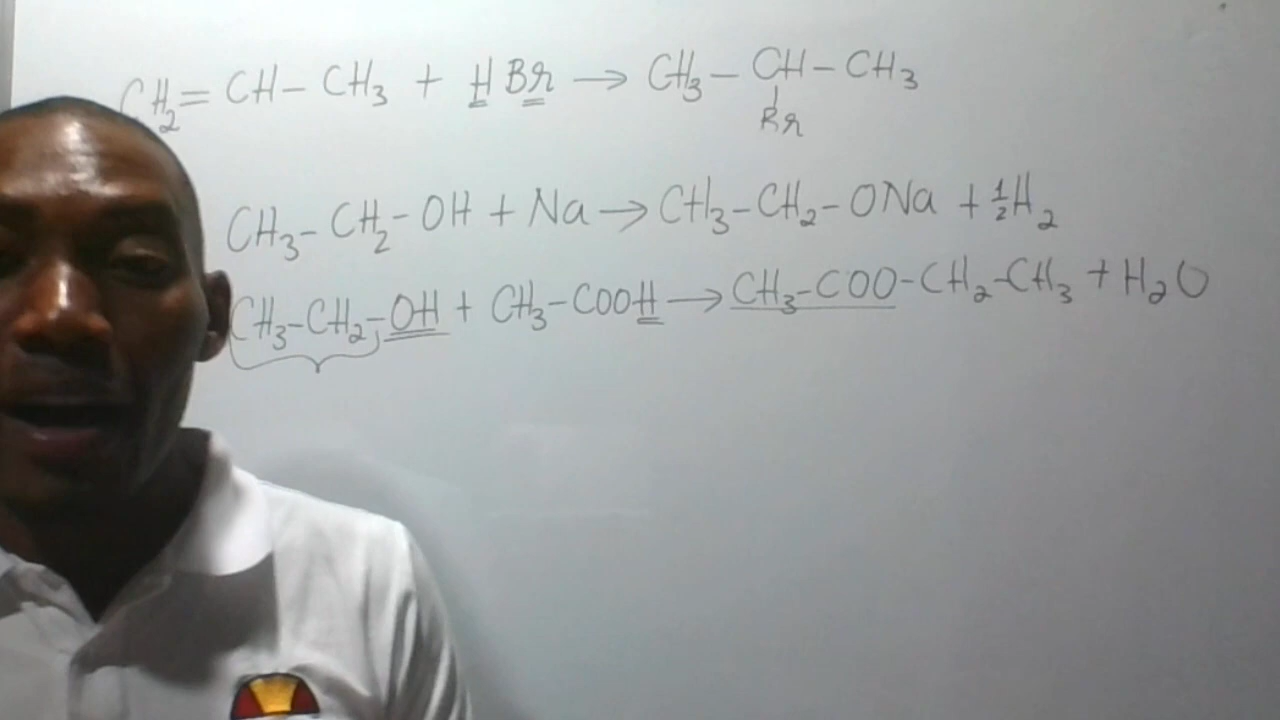 CH₂ = CH – CH₃ + HBr → CH₃ – CH – CH₃
Br
CH₃ – CH₂ – OH + Na → CH₃ – CH₂ – ONa + ½H₂
CH₃ – CH₂ – OH + CH₃ – COOH → CH₃ – COO – CH₂ – CH₃ + H₂O